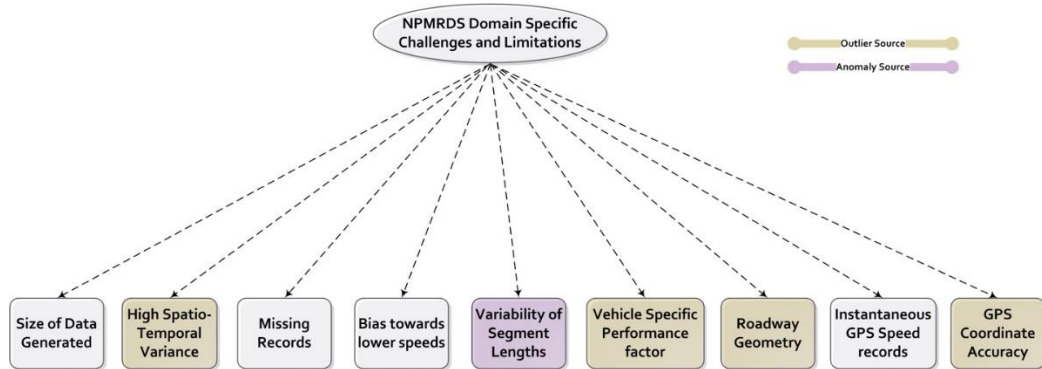 NPMRDS Domain Specific
Challenges and Limitations
Outlier Source
Anomaly Source
Size of Data
Generated
High Spatio-
Temporal
Variance
Missing
Records
Bias towards
lower speeds
Variability of
Segment
Lengths
Vehicle Specific
Performance
factor
Roadway
Geometry
Instantaneous
GPS Speed
records
GPS
Coordinate
Accuracy